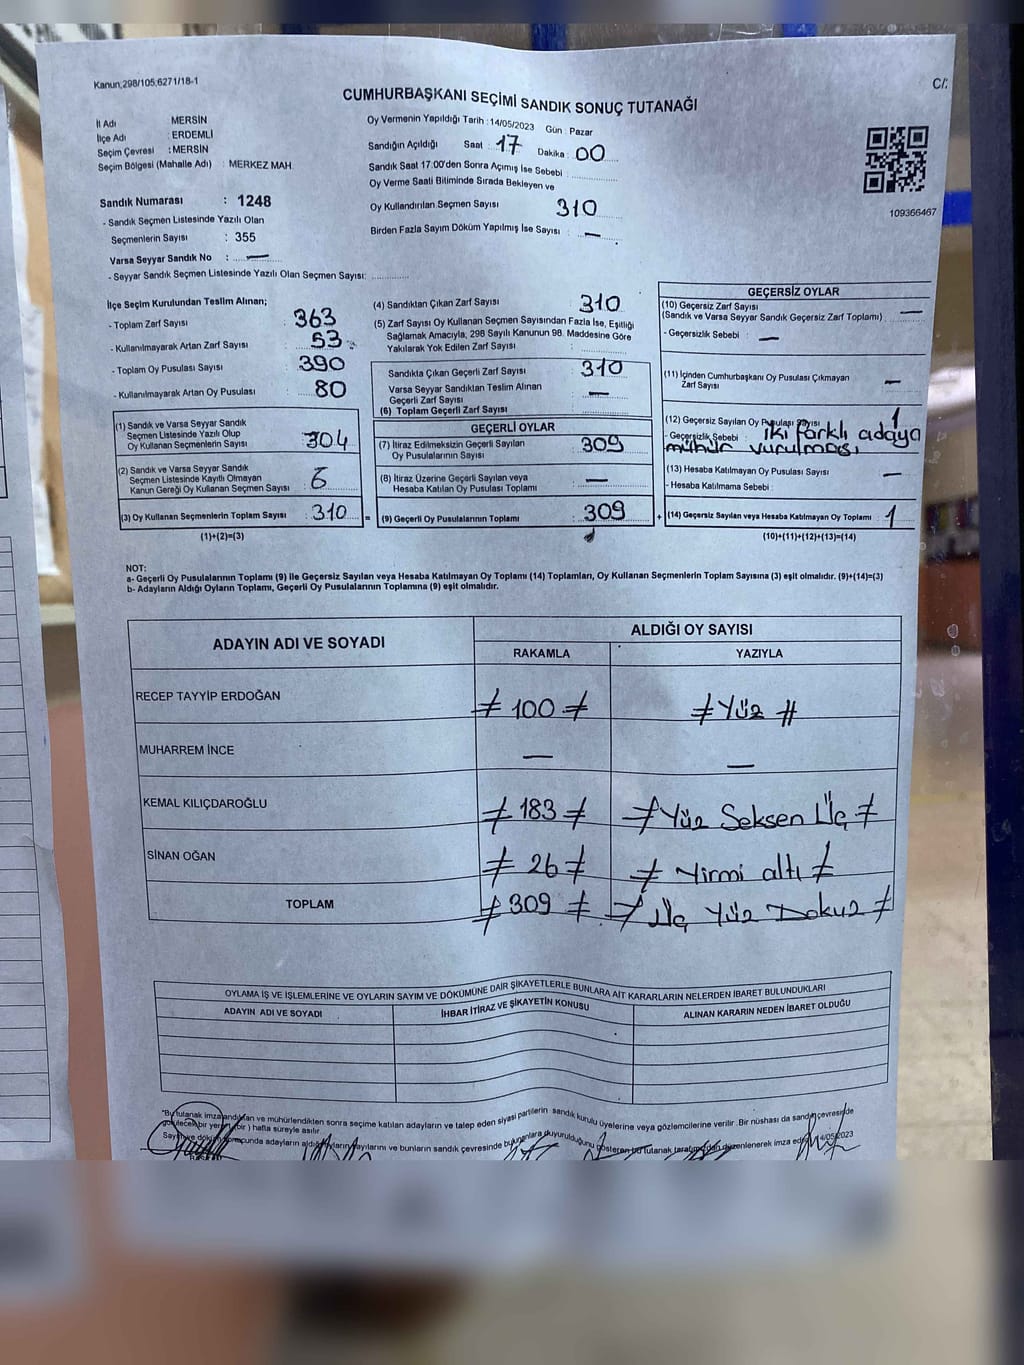 Kanun;298/105,6271/18-1
C/:
CUMHURBAŞKANI SEÇİMİ SANDIK SONUÇ TUTANAĞI
İl Adı MERSİN
İlçe Adı : ERDEMLİ
Seçim Çevresi : MERSİN
Seçim Bölgesi (Mahalle Adı) : MERKEZ MAH.
Oy Vermenin Yapıldığı Tarih : 14/05/2023 Gün : Pazar
Sandığın Açıldığı Saat : 17 Dakika : 00
Sandık Saat 17:00'den Sonra Açımış İse Sebebi
Oy Verme Saati Bitiminde Sırada Bekleyen ve
Oy Kullandırılan Seçmen Sayısı 310
Birden Fazla Sayım Döküm Yapılmış İse Sayısı : —
109366467
Sandık Numarası : 1248
- Sandık Seçmen Listesinde Yazılı Olan
Seçmenlerin Sayısı : 355
Varsa Seyyar Sandık No : —
- Seyyar Sandık Seçmen Listesinde Yazılı Olan Seçmen Sayısı:
İlçe Seçim Kurulundan Teslim Alınan;
- Toplam Zarf Sayısı 363
- Kullanılmayarak Artan Zarf Sayısı 53
- Toplam Oy Pusulası Sayısı 390
- Kullanılmayarak Artan Oy Pusulası 80
(1) Sandık ve Varsa Seyyar Sandık
Seçmen Listesinde Yazılı Olup
Oy Kullanan Seçmenlerin Sayısı 304
(2) Sandık ve Varsa Seyyar Sandık
Seçmen Listesinde Kayıtlı Olmayan
Kanun Gereği Oy Kullanan Seçmen Sayısı 6
(3) Oy Kullanan Seçmenlerin Toplam Sayısı 310
(1)+(2)=(3)
(4) Sandıktan Çıkan Zarf Sayısı 310
(5) Zarf Sayısı Oy Kullanan Seçmen Sayısından Fazla İse, Eşitliği
Sağlamak Amacıyla, 298 Sayılı Kanunun 98. Maddesine Göre
Yakılarak Yok Edilen Zarf Sayısı
Sandıkta Çıkan Geçerli Zarf Sayısı 310
Varsa Seyyar Sandıktan Teslim Alınan
Geçerli Zarf Sayısı —
(6) Toplam Geçerli Zarf Sayısı
GEÇERLİ OYLAR
(7) İtiraz Edilmeksizin Geçerli Sayılan
Oy Pusulalarının Sayısı 309
(8) İtiraz Üzerine Geçerli Sayılan veya
Hesaba Katılan Oy Pusulası Toplamı —
= (9) Geçerli Oy Pusulalarının Toplamı 309
GEÇERSİZ OYLAR
(10) Geçersiz Zarf Sayısı
(Sandık ve Varsa Seyyar Sandık Geçersiz Zarf Toplamı) —
- Geçersizlik Sebebi —
(11) İçinden Cumhurbaşkanı Oy Pusulası Çıkmayan
Zarf Sayısı —
(12) Geçersiz Sayılan Oy Pusulası Sayısı 1
- Geçersizlik Sebebi : iki farklı adaya
mühür vurulması
(13) Hesaba Katılmayan Oy Pusulası Sayısı —
- Hesaba Katılmama Sebebi :
+ (14) Geçersiz Sayılan veya Hesaba Katılmayan Oy Toplamı 1
(10)+(11)+(12)+(13)=(14)
NOT:
a- Geçerli Oy Pusulalarının Toplamı (9) ile Geçersiz Sayılan veya Hesaba Katılmayan Oy Toplamı (14) Toplamları, Oy Kullanan Seçmenlerin Toplam Sayısına (3) eşit olmalıdır. (9)+(14)=(3)
b- Adayların Aldığı Oyların Toplamı, Geçerli Oy Pusulalarının Toplamına (9) eşit olmalıdır.
ADAYIN ADI VE SOYADI
ALDIĞI OY SAYISI
RAKAMLA YAZIYLA
RECEP TAYYİP ERDOĞAN ≠ 100 ≠ ≠ Yüz #
MUHARREM İNCE — —
KEMAL KILIÇDAROĞLU ≠ 183 ≠ ≠ Yüz Seksen Üç ≠
SİNAN OĞAN ≠ 26 ≠ ≠ Yirmi altı ≠
TOPLAM ≠ 309 ≠ ≠ Üç Yüz Dokuz ≠
OYLAMA İŞ VE İŞLEMLERİNE VE OYLARIN SAYIM VE DÖKÜMÜNE DAİR ŞİKAYETLERLE BUNLARA AİT KARARLARIN NELERDEN İBARET BULUNDUKLARI
ADAYIN ADI VE SOYADI İHBAR İTİRAZ VE ŞİKAYETİN KONUSU ALINAN KARARIN NEDEN İBARET OLDUĞU
"Bu tutanak imzalandıktan ve mühürlendikten sonra seçime katılan adayların ve talep eden siyasi partilerin sandık kurulu üyelerine veya gözlemcilerine verilir. Bir nüshası da sandık çevresinde
görülecek bir yere (bir) hafta süreyle asılır.
Sayım ve döküm sonucunda adayların aldığı oyların sayılarını ve bunların sandık çevresinde bulunanlara duyurulduğunu gösteren bu tutanak düzenlenerek imza edildi 14/05/2023